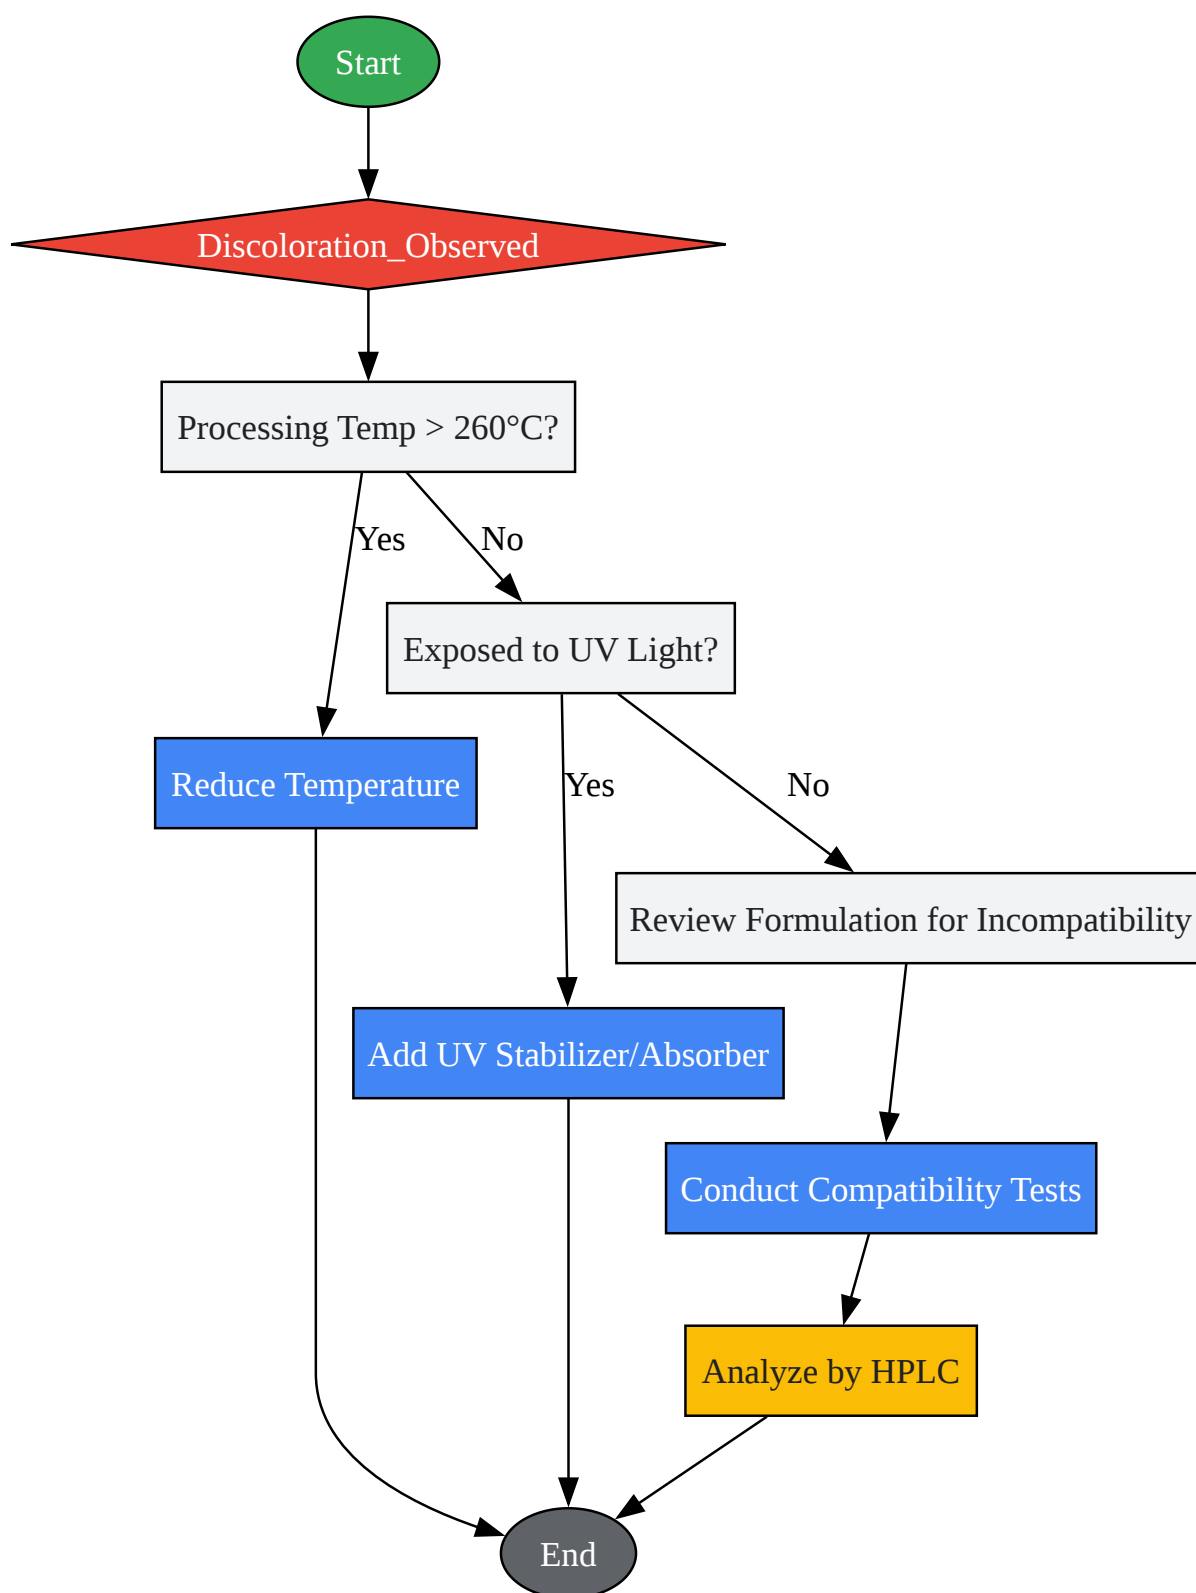 Start
Discoloration_Observed
Processing Temp > 260°C?
Yes
No
Exposed to UV Light?
Reduce Temperature
Yes
No
Review Formulation for Incompatibility
Add UV Stabilizer/Absorber
Conduct Compatibility Tests
Analyze by HPLC
End